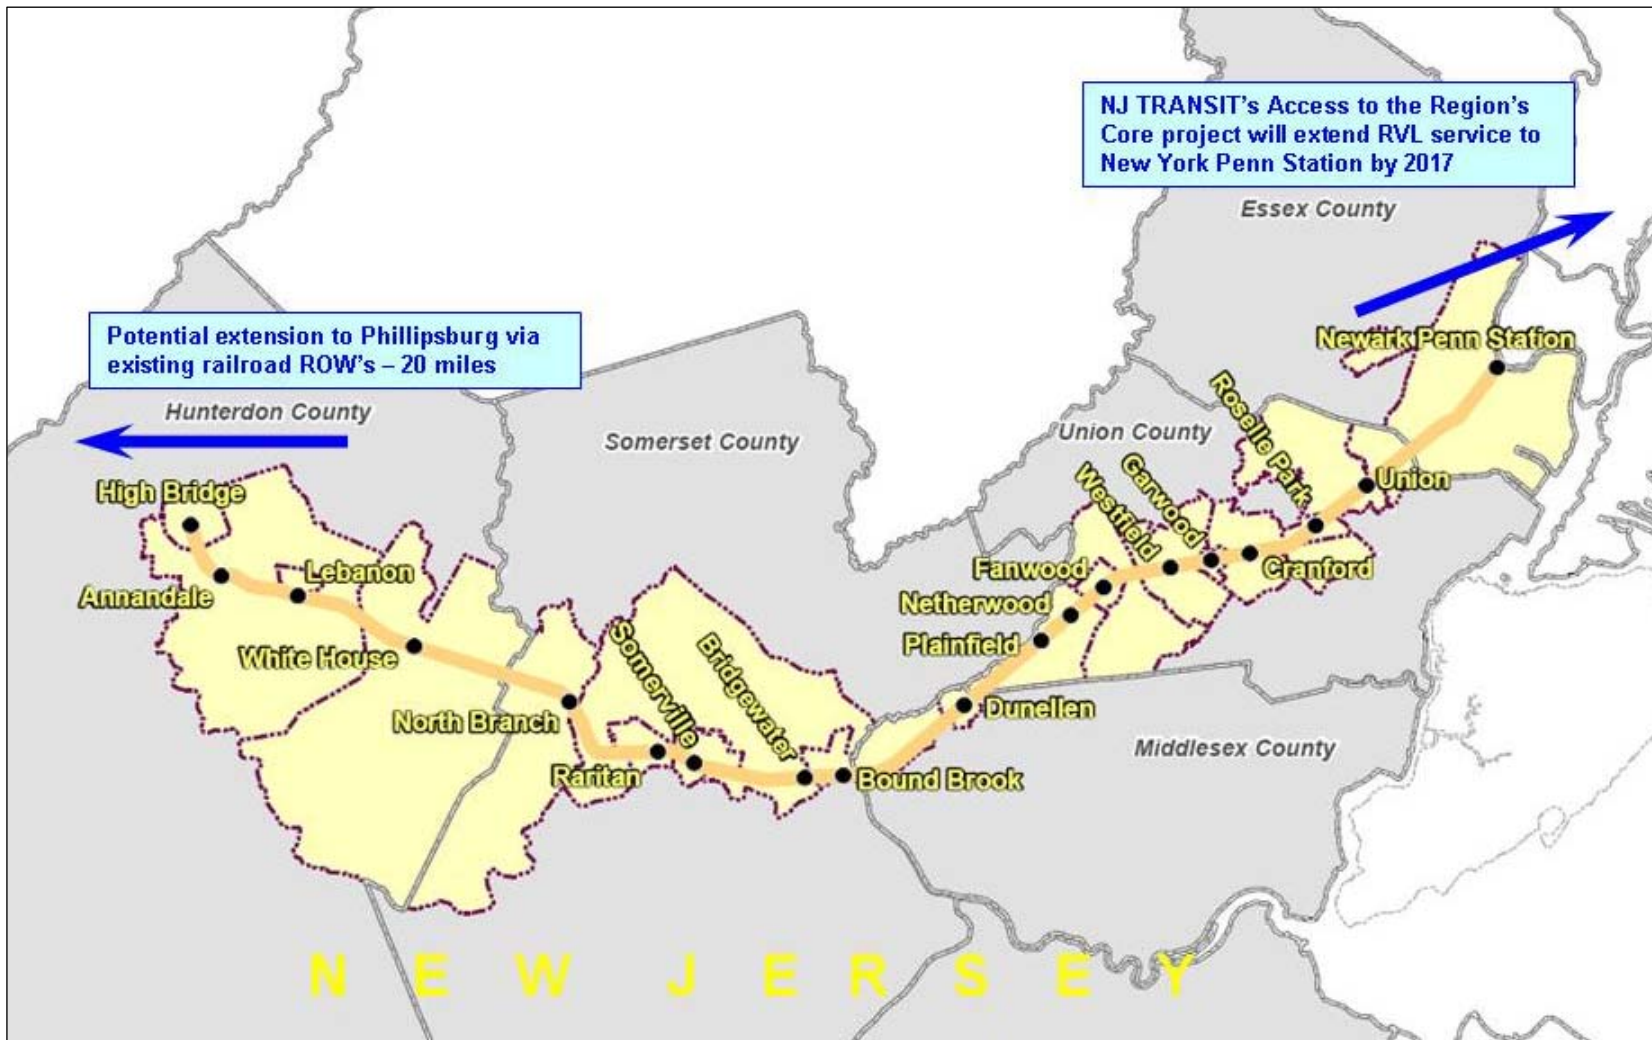 NJ TRANSIT's Access to the Region's
Core project will extend RVL service to
New York Penn Station by 2017
Essex County
Potential extension to Phillipsburg via
existing railroad ROW's – 20 miles
Hunterdon County
Somerset County
Union County
Middlesex County
Newark Penn Station
Union
Roselle Park
Cranford
Garwood
Westfield
Fanwood
Netherwood
Plainfield
Dunellen
Bound Brook
Bridgewater
Somerville
Raritan
North Branch
White House
Lebanon
Annandale
High Bridge
NEW JERSEY